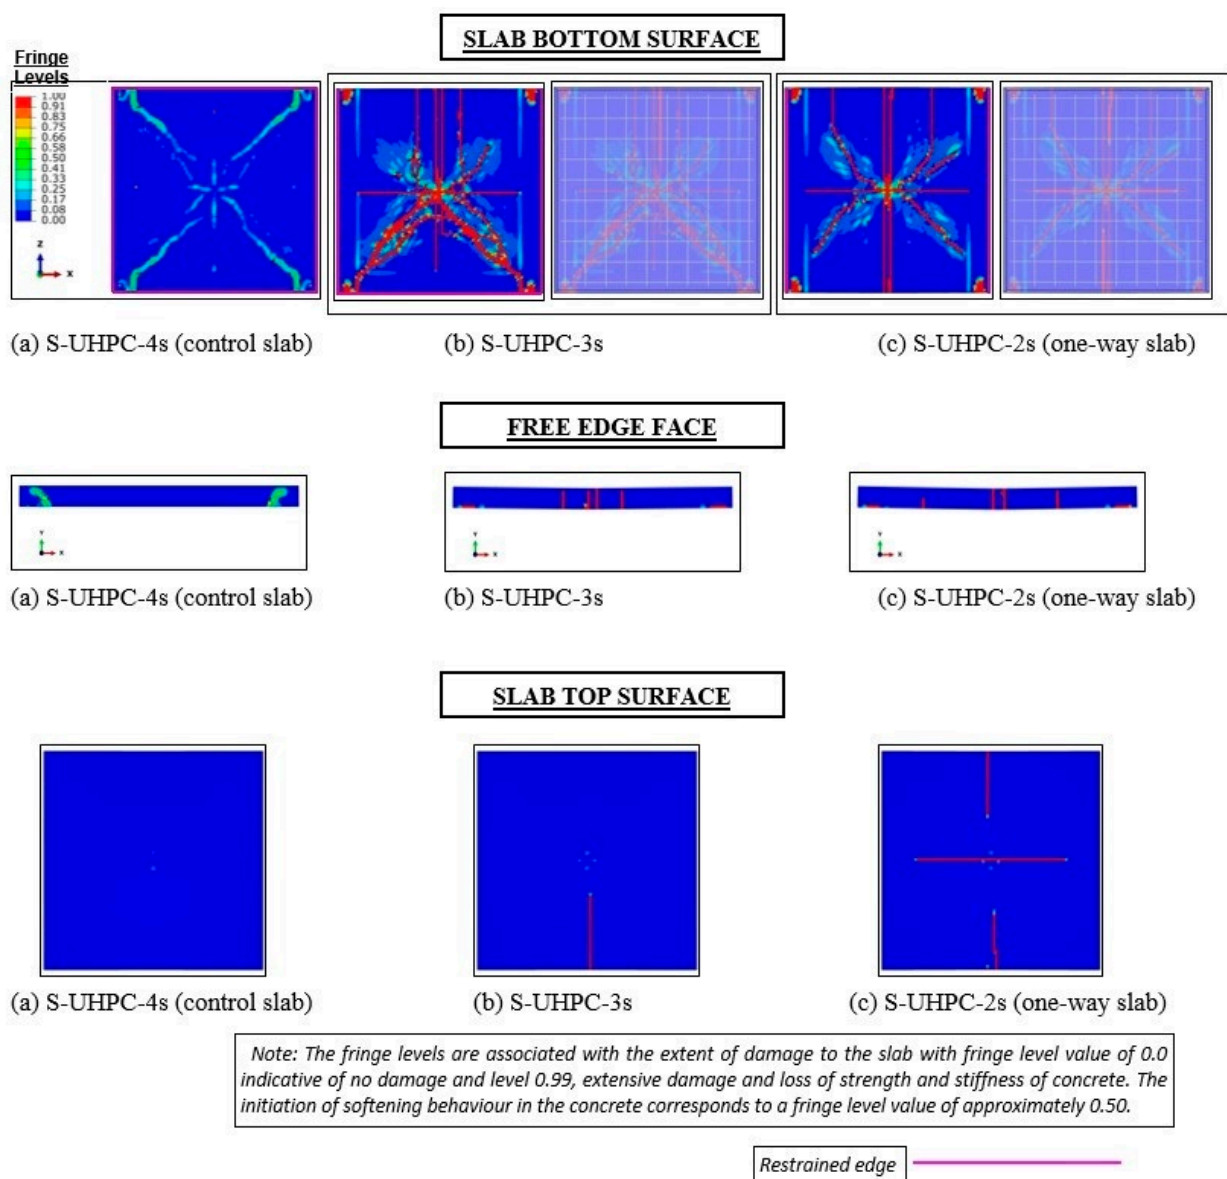 SLAB BOTTOM SURFACE
Fringe
Levels
1.00
0.91
0.83
0.75
0.66
0.58
0.50
0.41
0.33
0.25
0.17
0.08
0.00
Z
X
(a) S-UHPC-4s (control slab)
(b) S-UHPC-3s
(c) S-UHPC-2s (one-way slab)
FREE EDGE FACE
Y
X
Y
X
Y
X
(a) S-UHPC-4s (control slab)
(b) S-UHPC-3s
(c) S-UHPC-2s (one-way slab)
SLAB TOP SURFACE
(a) S-UHPC-4s (control slab)
(b) S-UHPC-3s
(c) S-UHPC-2s (one-way slab)
Note: The fringe levels are associated with the extent of damage to the slab with fringe level value of 0.0
indicative of no damage and level 0.99, extensive damage and loss of strength and stiffness of concrete. The
initiation of softening behaviour in the concrete corresponds to a fringe level value of approximately 0.50.
Restrained edge